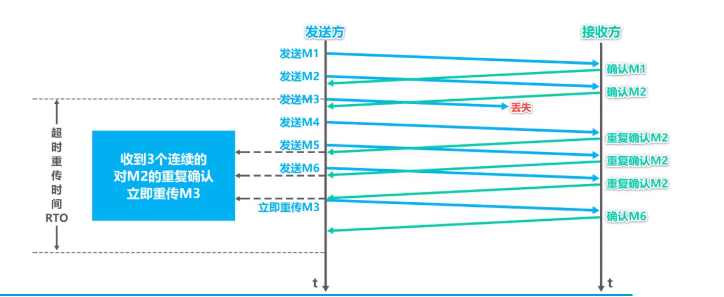 发送方
接收方
发送M1
确认M1
发送M2
确认M2
发送M3
丢失
发送M4
重复确认M2
发送M5
重复确认M2
发送M6
重复确认M2
立即重传M3
确认M6
超
时
重
传
时
间
RTO
收到3个连续的
对M2的重复确认
立即重传M3
t
t